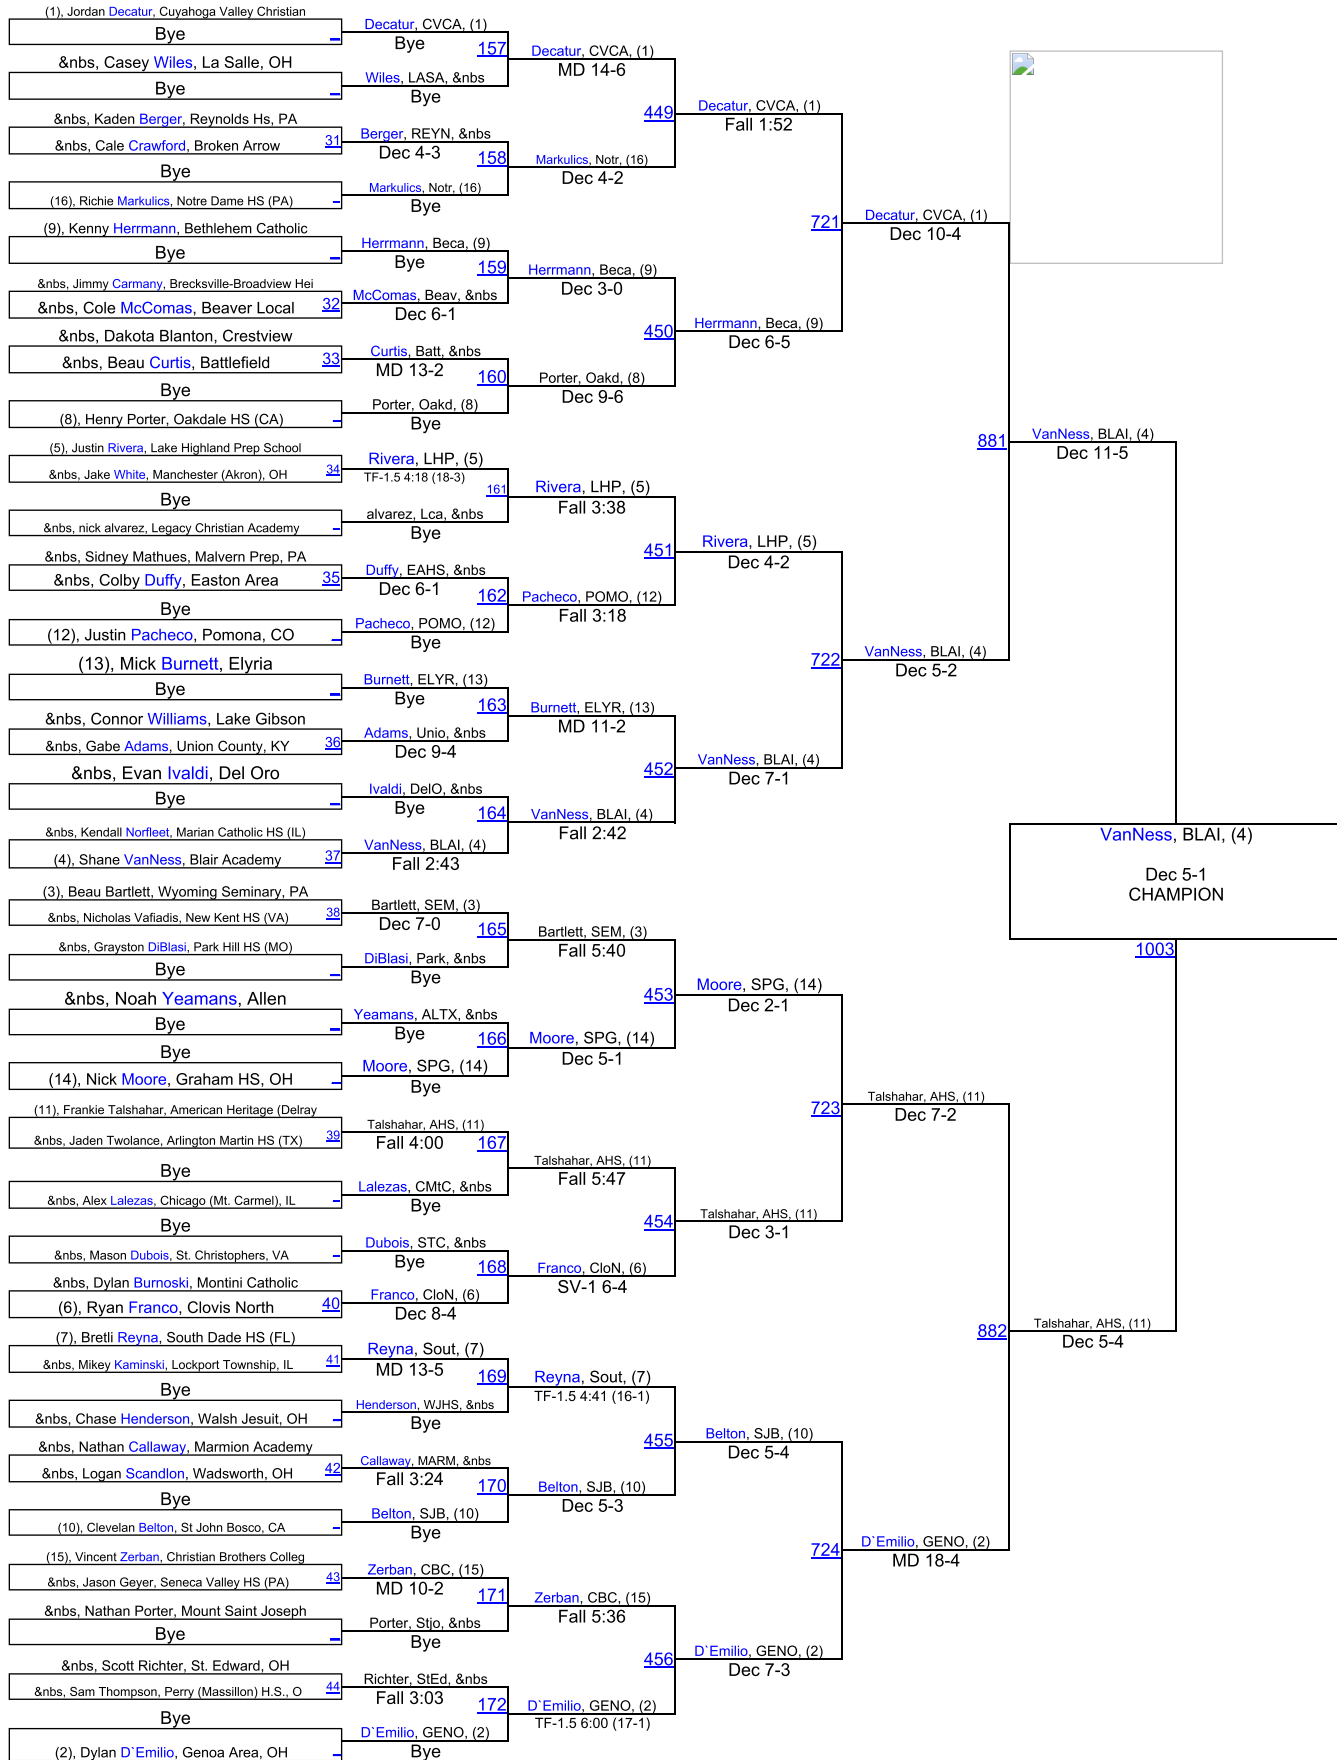 (1), Jordan Decatur, Cuyahoga Valley Christian
Bye
&nbs, Casey Wiles, La Salle, OH
Bye
&nbs, Kaden Berger, Reynolds Hs, PA
&nbs, Cale Crawford, Broken Arrow 31
Bye
(16), Richie Markulics, Notre Dame HS (PA)
(9), Kenny Herrmann, Bethlehem Catholic
Bye
&nbs, Jimmy Carmany, Brecksville-Broadview Hei
&nbs, Cole McComas, Beaver Local 32
&nbs, Dakota Blanton, Crestview
&nbs, Beau Curtis, Battlefield 33
Bye
(8), Henry Porter, Oakdale HS (CA)
(5), Justin Rivera, Lake Highland Prep School
&nbs, Jake White, Manchester (Akron), OH 34
Bye
&nbs, nick alvarez, Legacy Christian Academy
&nbs, Sidney Mathues, Malvern Prep, PA
&nbs, Colby Duffy, Easton Area 35
Bye
(12), Justin Pacheco, Pomona, CO
(13), Mick Burnett, Elyria
Bye
&nbs, Connor Williams, Lake Gibson
&nbs, Gabe Adams, Union County, KY 36
&nbs, Evan Ivaldi, Del Oro
Bye
&nbs, Kendall Norfleet, Marian Catholic HS (IL)
(4), Shane VanNess, Blair Academy 37
(3), Beau Bartlett, Wyoming Seminary, PA
&nbs, Nicholas Vafiadis, New Kent HS (VA) 38
&nbs, Grayston DiBlasi, Park Hill HS (MO)
Bye
&nbs, Noah Yeamans, Allen
Bye
Bye
(14), Nick Moore, Graham HS, OH
(11), Frankie Talshahar, American Heritage (Delray
&nbs, Jaden Twolance, Arlington Martin HS (TX) 39
Bye
&nbs, Alex Lalezas, Chicago (Mt. Carmel), IL
Bye
&nbs, Mason Dubois, St. Christophers, VA
&nbs, Dylan Burnoski, Montini Catholic
(6), Ryan Franco, Clovis North 40
(7), Bretli Reyna, South Dade HS (FL)
&nbs, Mikey Kaminski, Lockport Township, IL 41
Bye
&nbs, Chase Henderson, Walsh Jesuit, OH
&nbs, Nathan Callaway, Marmion Academy
&nbs, Logan Scandlon, Wadsworth, OH 42
Bye
(10), Clevelan Belton, St John Bosco, CA
(15), Vincent Zerban, Christian Brothers Colleg
&nbs, Jason Geyer, Seneca Valley HS (PA) 43
&nbs, Nathan Porter, Mount Saint Joseph
Bye
&nbs, Scott Richter, St. Edward, OH
&nbs, Sam Thompson, Perry (Massillon) H.S., O 44
Bye
(2), Dylan D`Emilio, Genoa Area, OH
Decatur, CVCA, (1)
Bye
157
Wiles, LASA, &nbs
Bye
Berger, REYN, &nbs
Dec 4-3
158
Markulics, Notr, (16)
Bye
Herrmann, Beca, (9)
Bye
159
McComas, Beav, &nbs
Dec 6-1
Curtis, Batt, &nbs
MD 13-2
160
Porter, Oakd, (8)
Bye
Rivera, LHP, (5)
TF-1.5 4:18 (18-3)
161
alvarez, Lca, &nbs
Bye
Duffy, EAHS, &nbs
Dec 6-1
162
Pacheco, POMO, (12)
Bye
Burnett, ELYR, (13)
Bye
163
Adams, Unio, &nbs
Dec 9-4
Ivaldi, DelO, &nbs
Bye
164
VanNess, BLAI, (4)
Fall 2:43
Bartlett, SEM, (3)
Dec 7-0
165
DiBlasi, Park, &nbs
Bye
Yeamans, ALTX, &nbs
Bye
166
Moore, SPG, (14)
Bye
Talshahar, AHS, (11)
Fall 4:00
167
Lalezas, CMtC, &nbs
Bye
Dubois, STC, &nbs
Bye
168
Franco, CloN, (6)
Dec 8-4
Reyna, Sout, (7)
MD 13-5
169
Henderson, WJHS, &nbs
Bye
Callaway, MARM, &nbs
Fall 3:24
170
Belton, SJB, (10)
Bye
Zerban, CBC, (15)
MD 10-2
171
Porter, Stjo, &nbs
Bye
Richter, StEd, &nbs
Fall 3:03
172
D`Emilio, GENO, (2)
Bye
Decatur, CVCA, (1)
MD 14-6
449
Markulics, Notr, (16)
Dec 4-2
Herrmann, Beca, (9)
Dec 3-0
450
Porter, Oakd, (8)
Dec 9-6
Rivera, LHP, (5)
Fall 3:38
451
Pacheco, POMO, (12)
Fall 3:18
Burnett, ELYR, (13)
MD 11-2
452
VanNess, BLAI, (4)
Fall 2:42
Bartlett, SEM, (3)
Fall 5:40
453
Moore, SPG, (14)
Dec 5-1
Talshahar, AHS, (11)
Fall 5:47
454
Franco, CloN, (6)
SV-1 6-4
Reyna, Sout, (7)
TF-1.5 4:41 (16-1)
455
Belton, SJB, (10)
Dec 5-3
Zerban, CBC, (15)
Fall 5:36
456
D`Emilio, GENO, (2)
TF-1.5 6:00 (17-1)
Decatur, CVCA, (1)
Fall 1:52
721
Herrmann, Beca, (9)
Dec 6-5
Rivera, LHP, (5)
Dec 4-2
722
VanNess, BLAI, (4)
Dec 7-1
Moore, SPG, (14)
Dec 2-1
723
Talshahar, AHS, (11)
Dec 3-1
Belton, SJB, (10)
Dec 5-4
724
D`Emilio, GENO, (2)
Dec 7-3
Decatur, CVCA, (1)
Dec 10-4
881
VanNess, BLAI, (4)
Dec 5-2
Talshahar, AHS, (11)
Dec 7-2
882
D`Emilio, GENO, (2)
MD 18-4
VanNess, BLAI, (4)
Dec 11-5
Talshahar, AHS, (11)
Dec 5-4
VanNess, BLAI, (4)
Dec 5-1
CHAMPION
1003